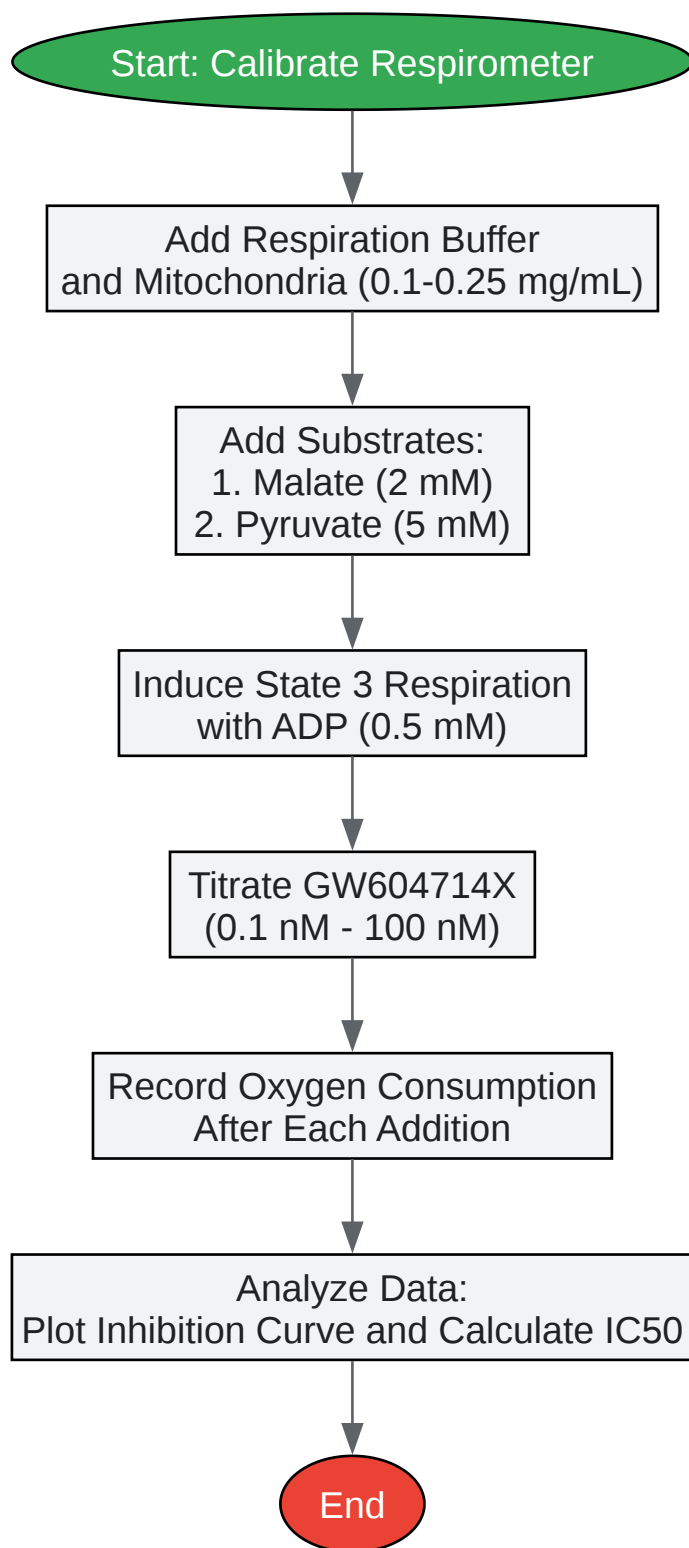 Start: Calibrate Respirometer
Add Respiration Buffer
and Mitochondria (0.1-0.25 mg/mL)
Add Substrates:
1. Malate (2 mM)
2. Pyruvate (5 mM)
Induce State 3 Respiration
with ADP (0.5 mM)
Titrate GW604714X
(0.1 nM - 100 nM)
Record Oxygen Consumption
After Each Addition
Analyze Data:
Plot Inhibition Curve and Calculate IC50
End